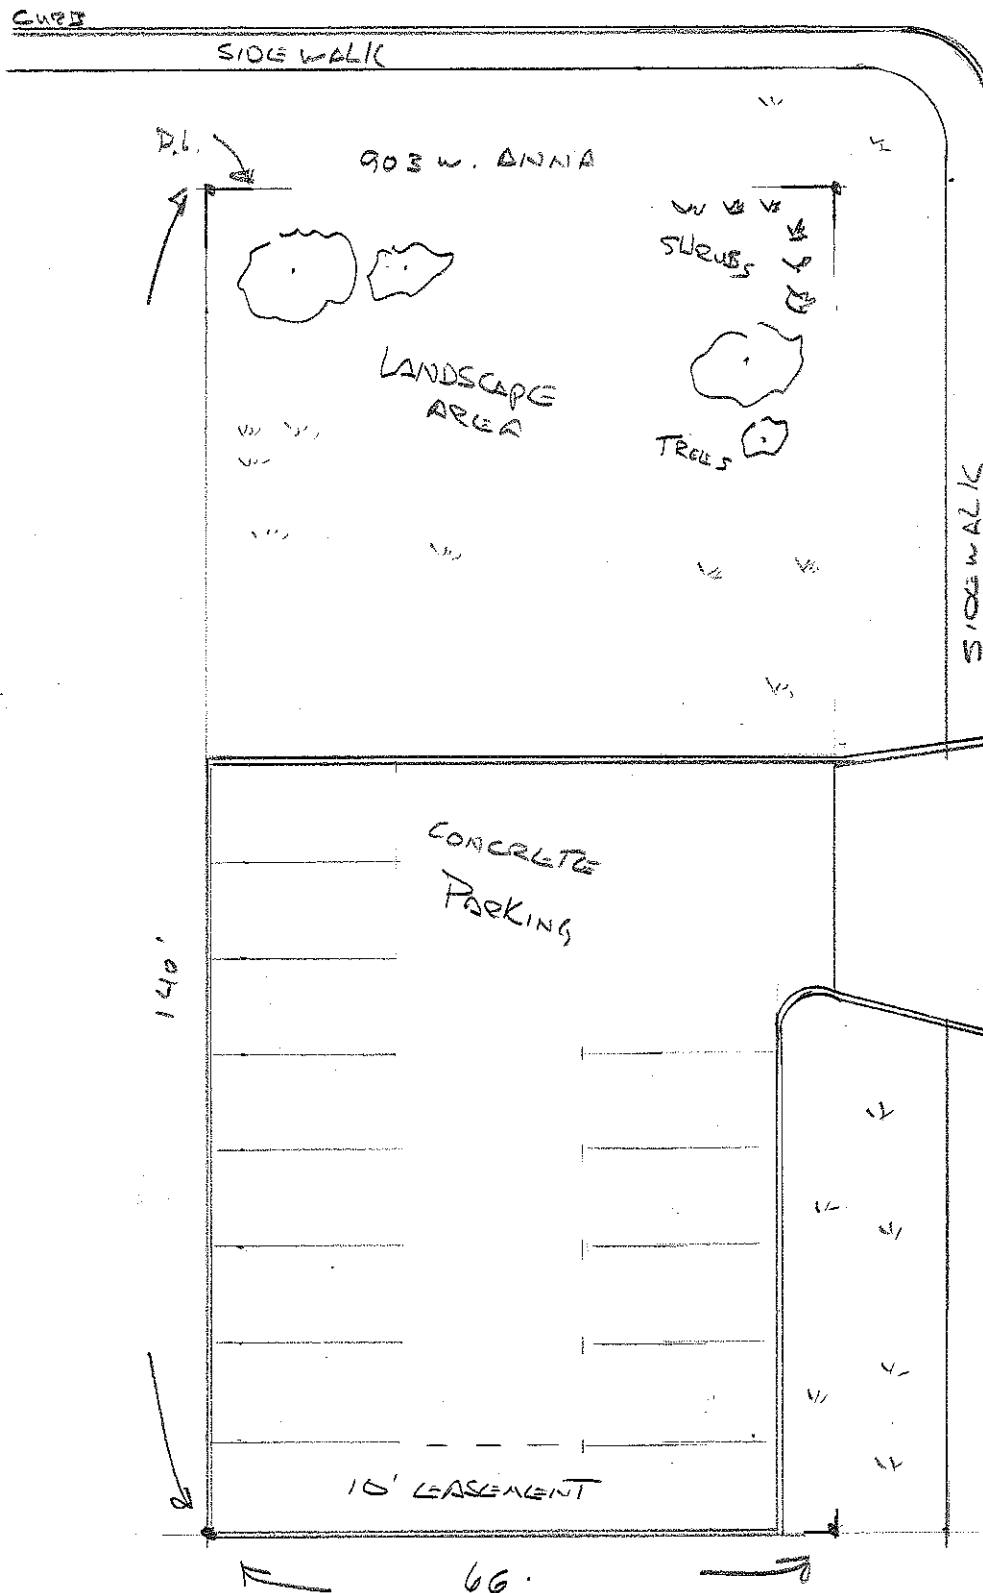 CURB
SIDEWALK
P.L.
903 W. ANNA
SHRUBS
LANDSCAPE
AREA
TREES
SIDEWALK
CONCRETE
PARKING
140'
10' EASEMENT
66.